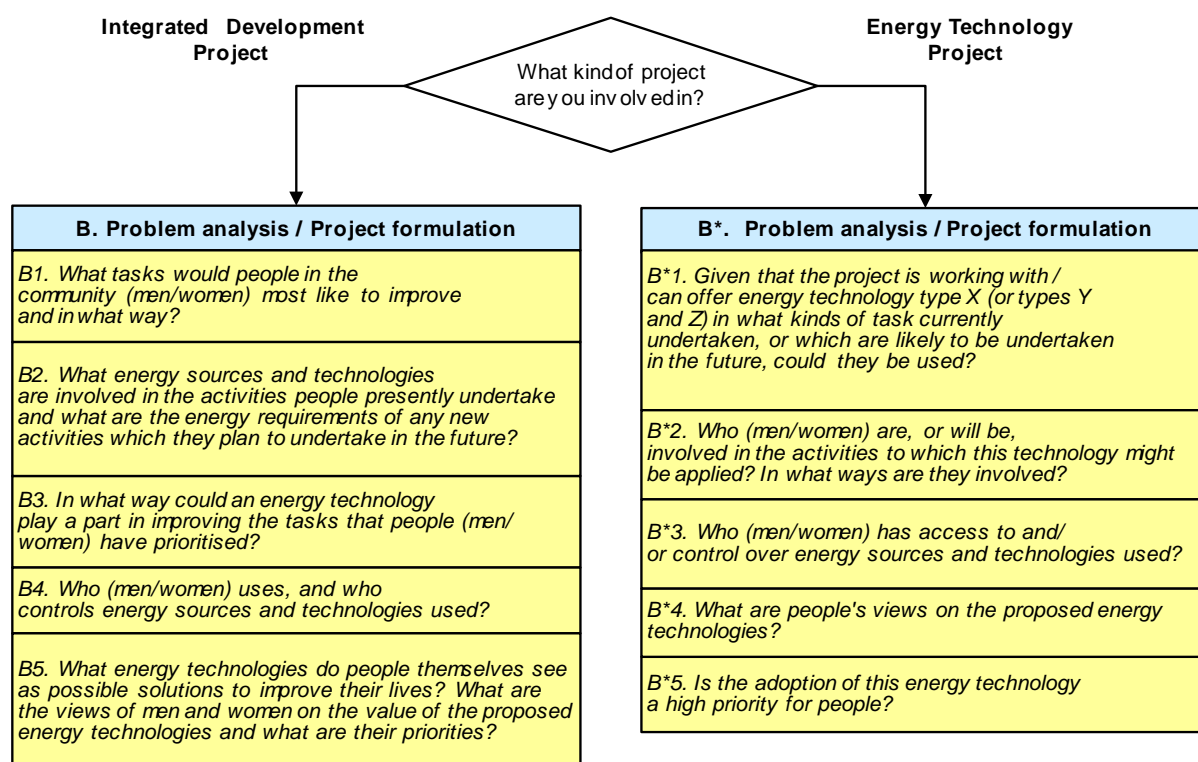 Integrated Development
Project
Energy Technology
Project
What kind of project
are you involved in?
B. Problem analysis / Project formulation
B1. What tasks would people in the
community (men/women) most like to improve
and in what way?
B2. What energy sources and technologies
are involved in the activities people presently undertake
and what are the energy requirements of any new
activities which they plan to undertake in the future?
B3. In what way could an energy technology
play a part in improving the tasks that people (men/
women) have prioritised?
B4. Who (men/women) uses, and who
controls energy sources and technologies used?
B5. What energy technologies do people themselves see
as possible solutions to improve their lives? What are
the views of men and women on the value of the proposed
energy technologies and what are their priorities?
B*. Problem analysis / Project formulation
B*1. Given that the project is working with /
can offer energy technology type X (or types Y
and Z) in what kinds of task currently
undertaken, or which are likely to be undertaken
in the future, could they be used?
B*2. Who (men/women) are, or will be,
involved in the activities to which this technology might
be applied? In what ways are they involved?
B*3. Who (men/women) has access to and/
or control over energy sources and technologies used?
B*4. What are people's views on the proposed energy
technologies?
B*5. Is the adoption of this energy technology
a high priority for people?